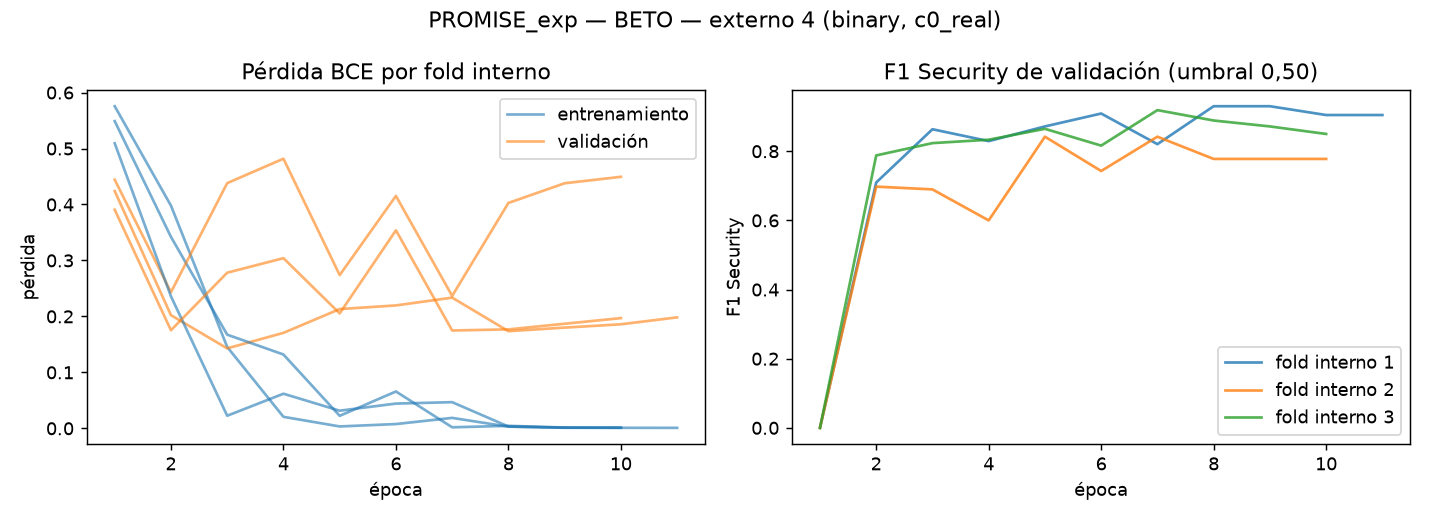 PROMISE_exp — BETO — externo 4 (binary, c0_real)
Pérdida BCE por fold interno
pérdida
0.6
0.5
0.4
0.3
0.2
0.1
0.0
entrenamiento
validación
2 4 6 8 10
época
F1 Security de validación (umbral 0,50)
F1 Security
0.8
0.6
0.4
0.2
0.0
fold interno 1
fold interno 2
fold interno 3
2 4 6 8 10
época